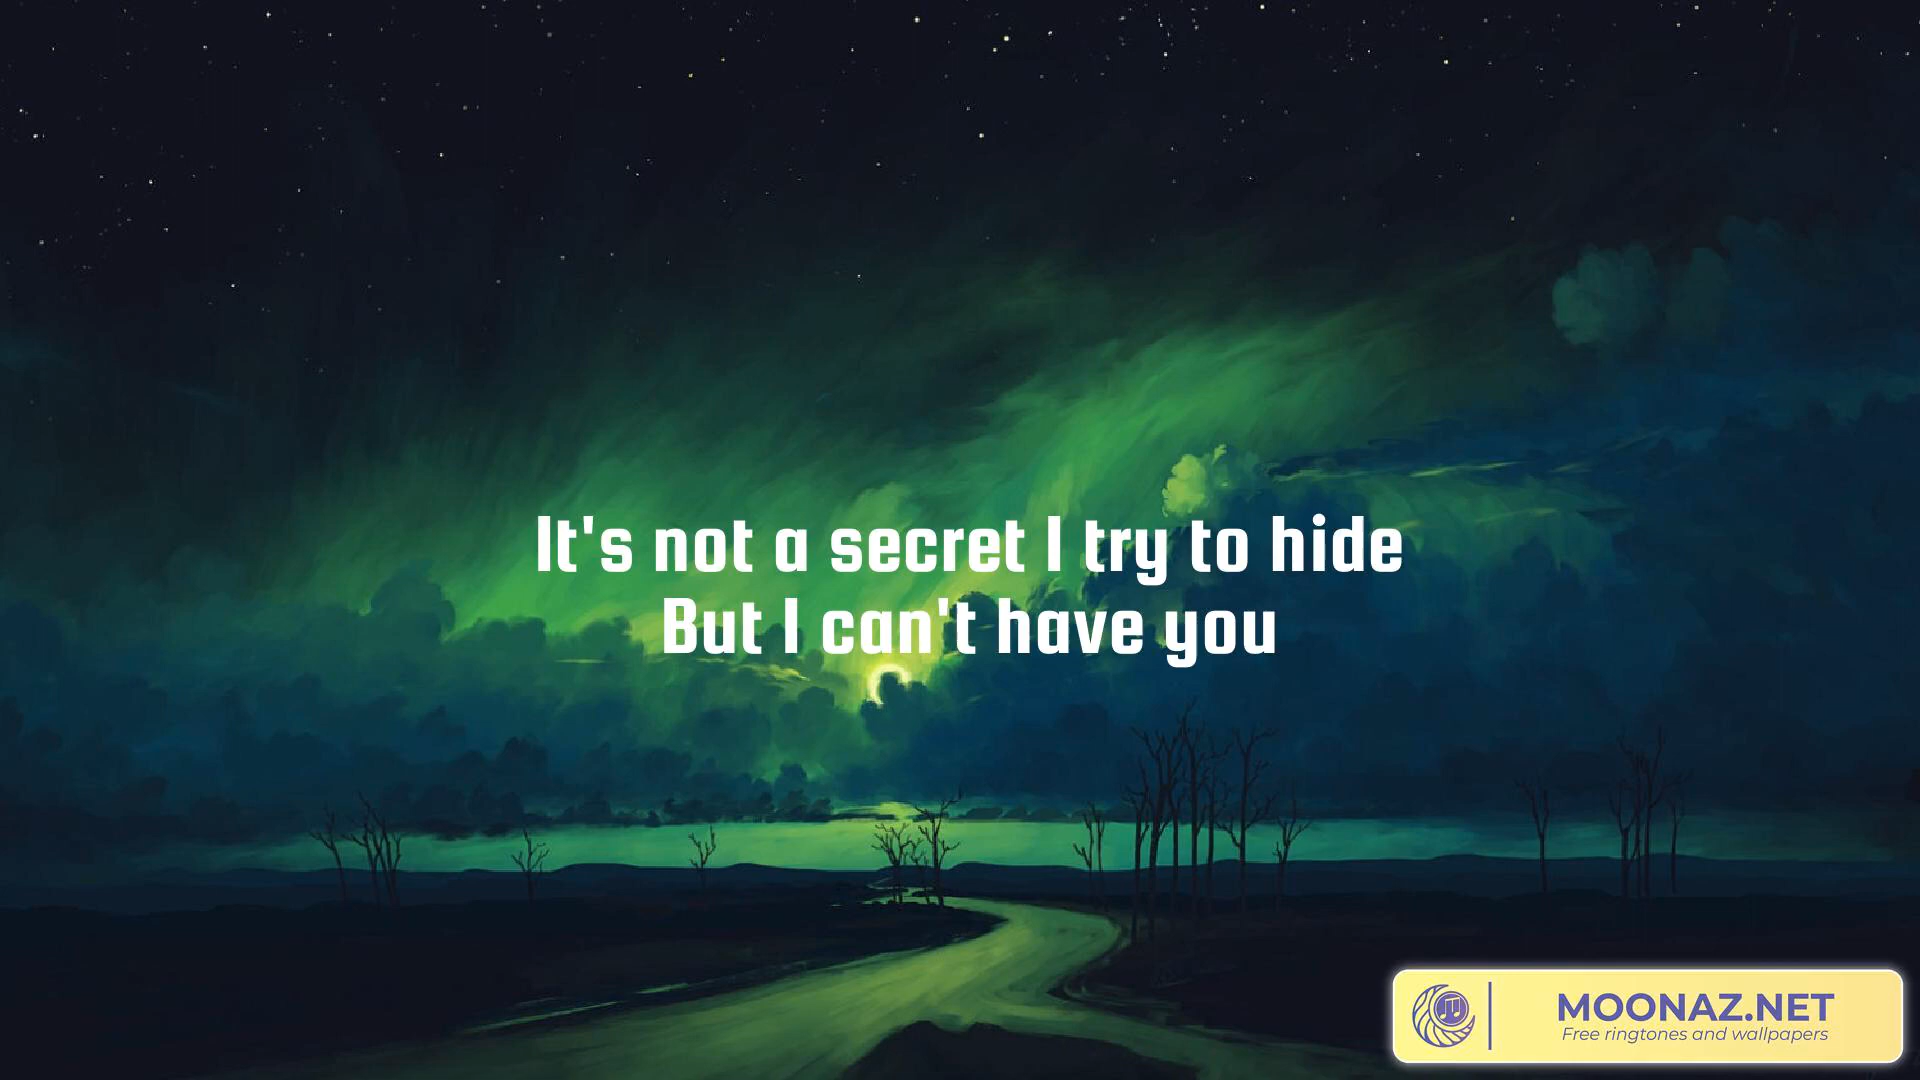 It's not a secret I try to hide
But I can't have you
MOONAZ.NET
Free ringtones and wallpapers